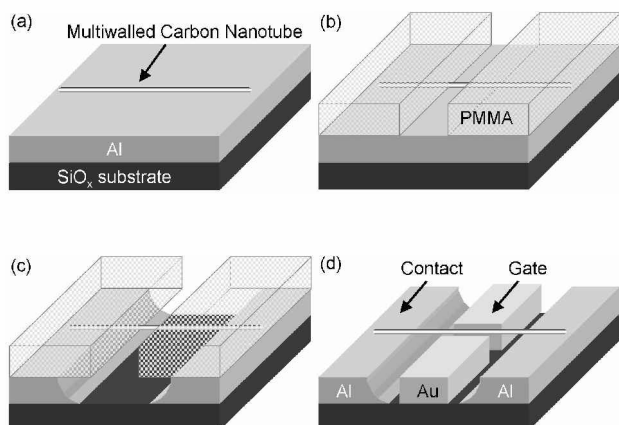 (a)
Multiwalled Carbon Nanotube
Al
SiOx substrate
(b)
PMMA
(c)
(d)
Contact
Gate
Al
Au
Al